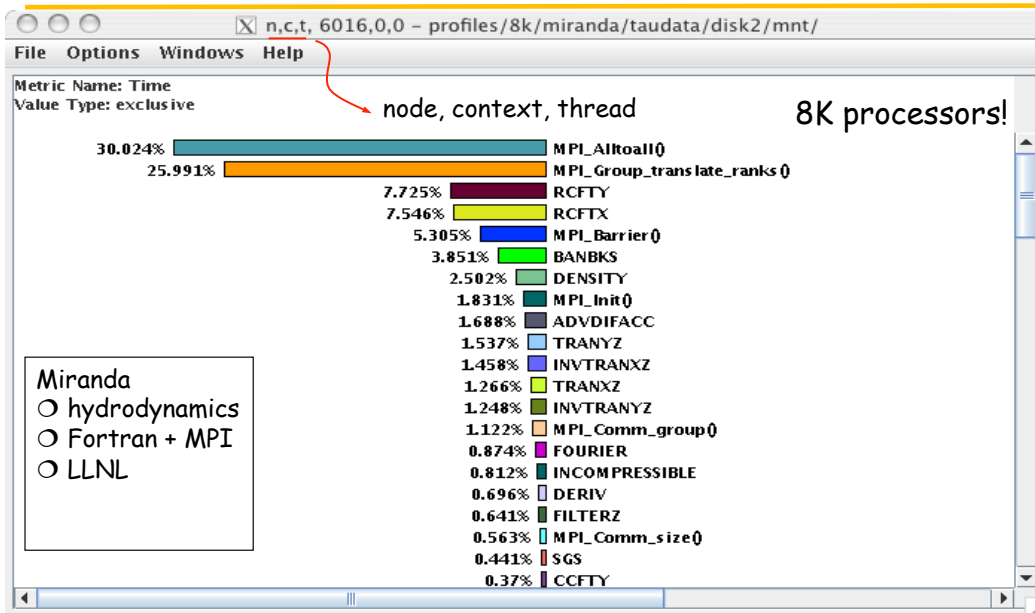 n,c,t, 6016,0,0 – profiles/8k/miranda/taudata/disk2/mnt/
File Options Windows Help
Metric Name: Time
Value Type: exclusive
node, context, thread
8K processors!
30.024% MPI_Alltoall()
25.991% MPI_Group_translate_ranks()
7.725% RCFTY
7.546% RCFTX
5.305% MPI_Barrier()
3.851% BANBKS
2.502% DENSITY
1.831% MPI_Init()
1.688% ADVDIFACC
1.537% TRANYZ
1.458% INVTRANXZ
1.266% TRANXZ
1.248% INVTRANYZ
1.122% MPI_Comm_group()
0.874% FOURIER
0.812% INCOMPRESSIBLE
0.696% DERIV
0.641% FILTERZ
0.563% MPI_Comm_size()
0.441% SGS
0.37% CCFTY
Miranda
❍ hydrodynamics
❍ Fortran + MPI
❍ LLNL